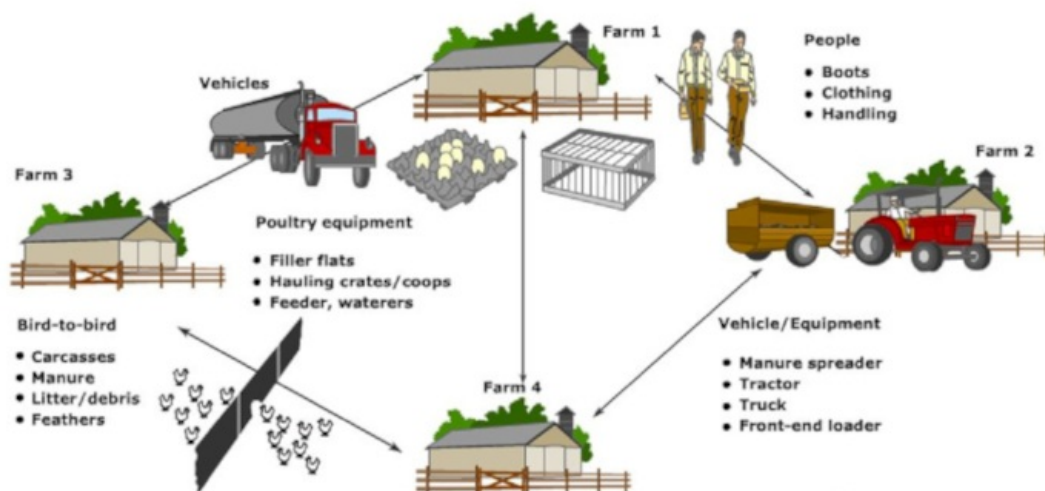 Farm 1
People
• Boots
• Clothing
• Handling
Vehicles
Farm 2
Farm 3
Poultry equipment
• Filler flats
• Hauling crates/coops
• Feeder, waterers
Bird-to-bird
• Carcasses
• Manure
• Litter/debris
• Feathers
Vehicle/Equipment
• Manure spreader
• Tractor
• Truck
• Front-end loader
Farm 4